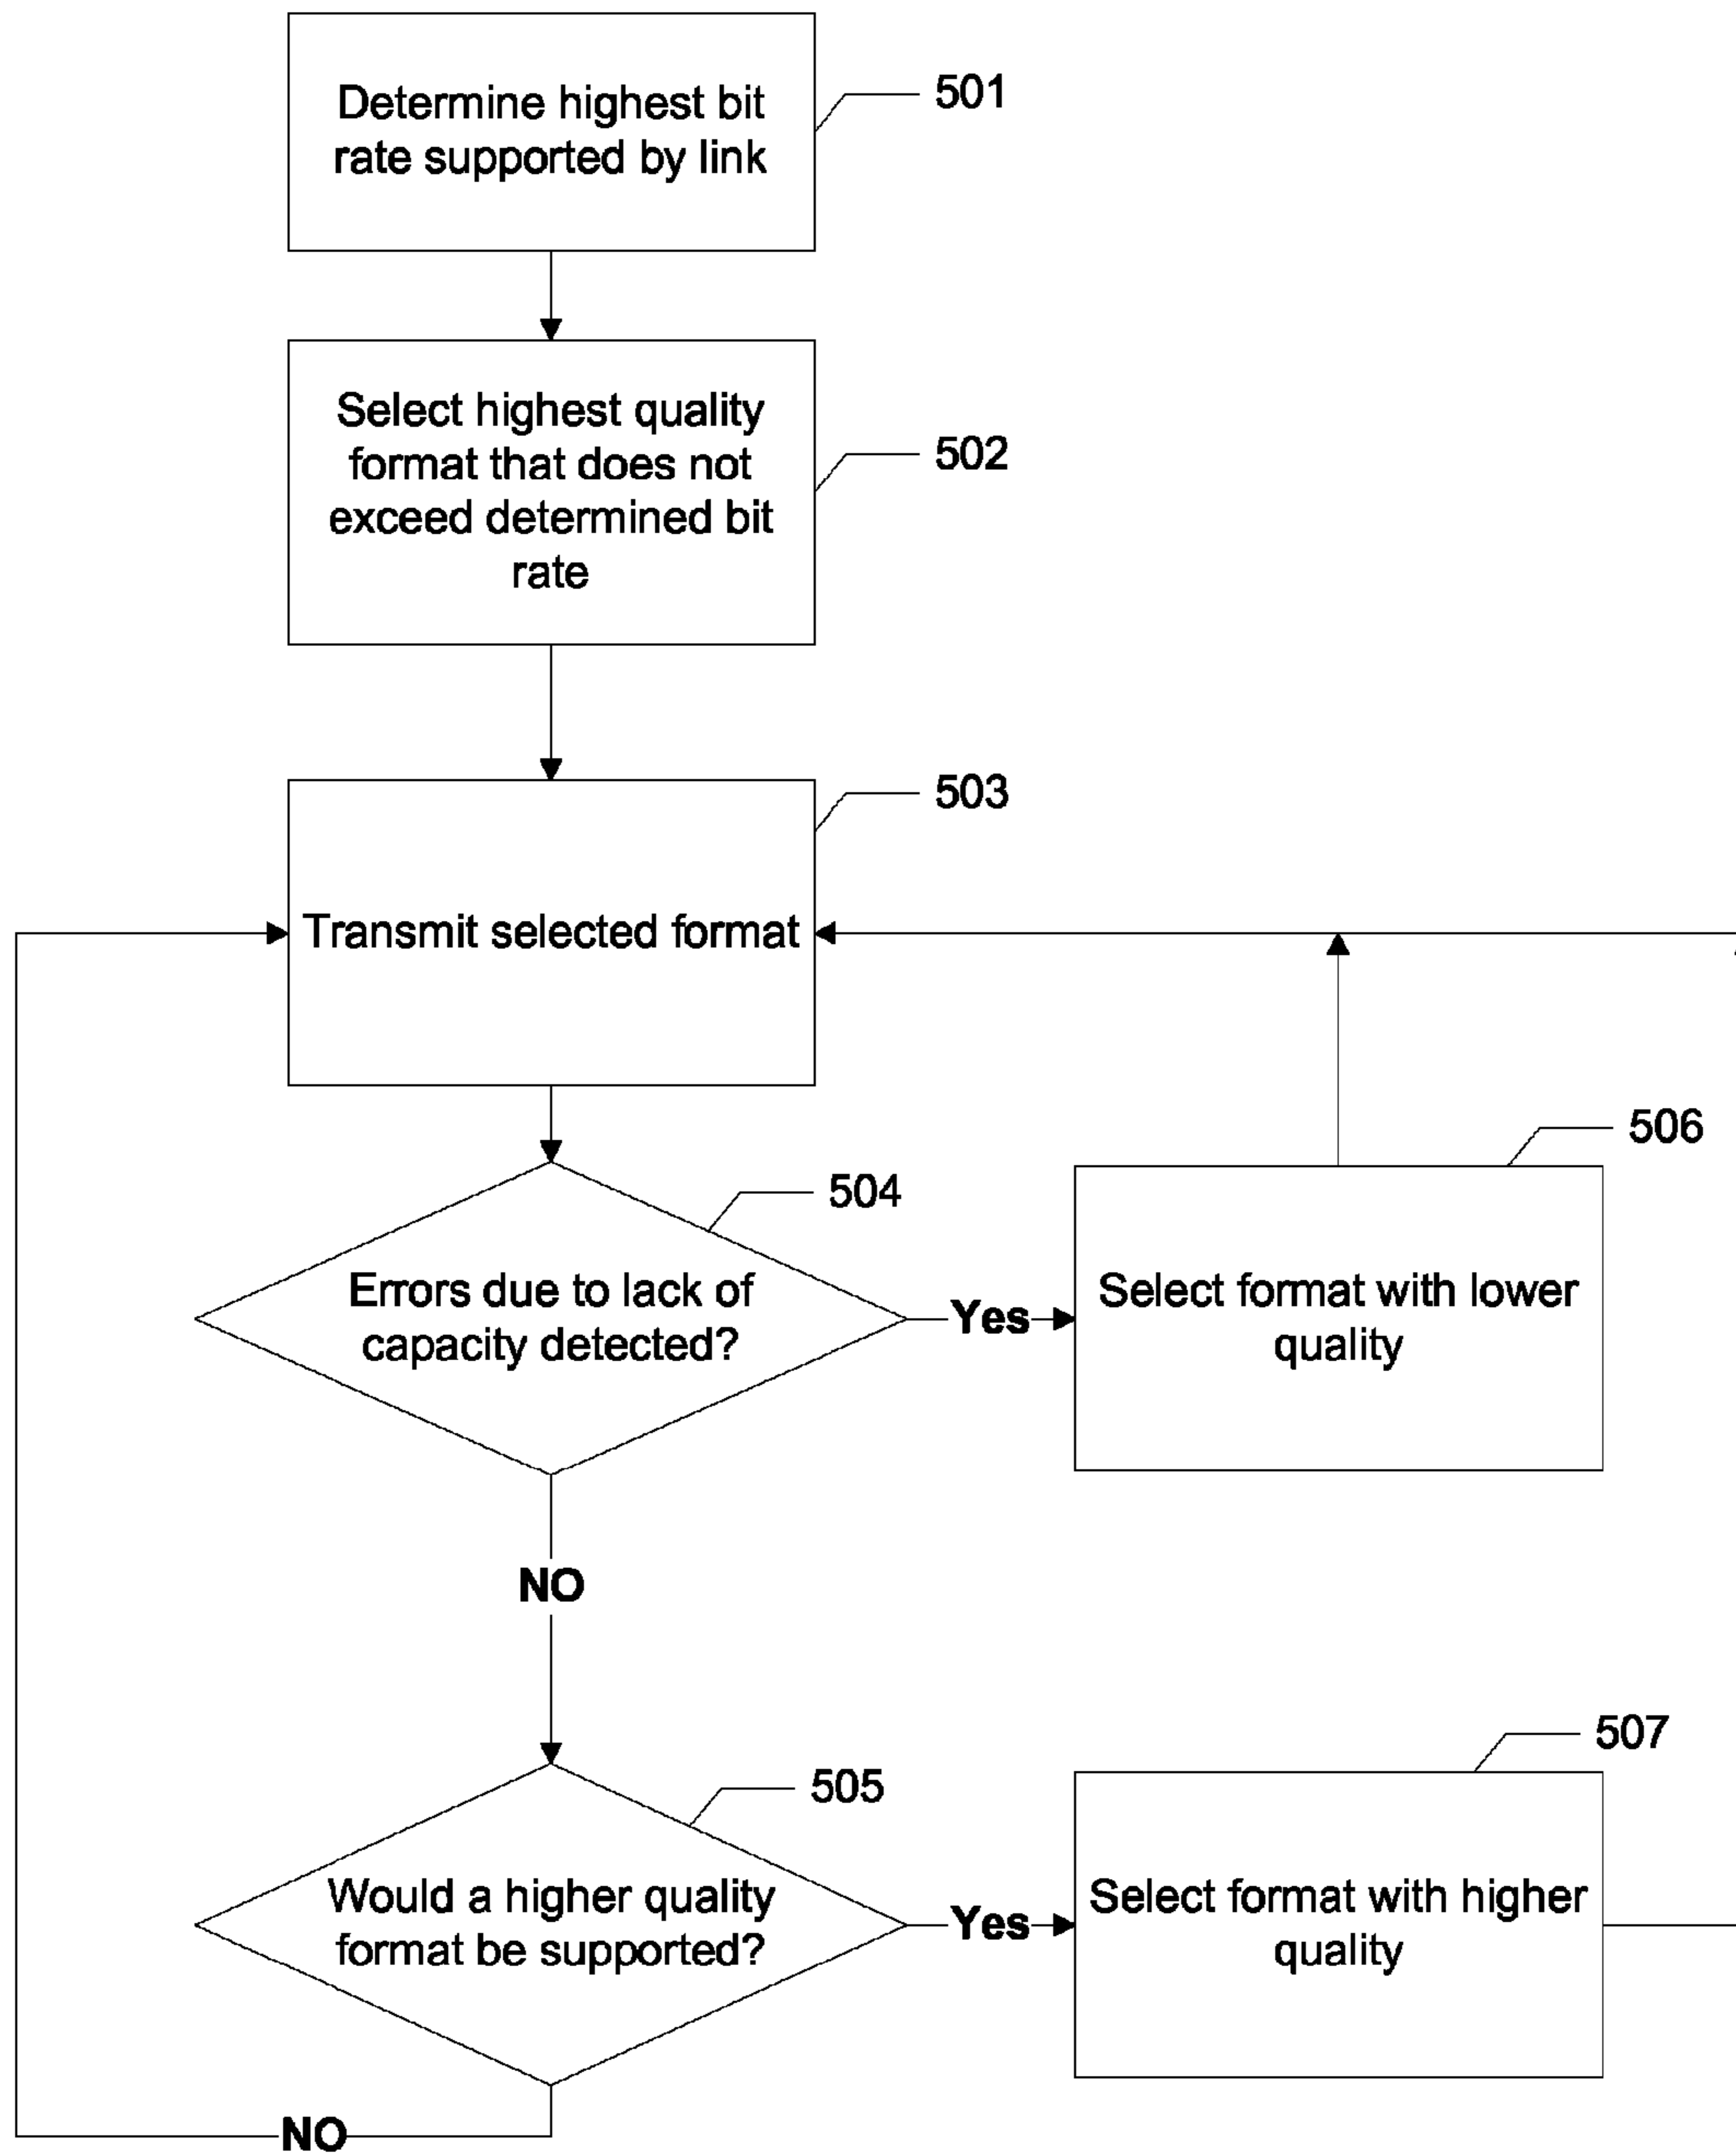 Determine highest bit
rate supported by link
501
Select highest quality
format that does not
exceed determined bit
rate
502
503
Transmit selected format
504
Errors due to lack of
capacity detected?
Yes
506
Select format with lower
quality
NO
505
Would a higher quality
format be supported?
Yes
507
Select format with higher
quality
NO